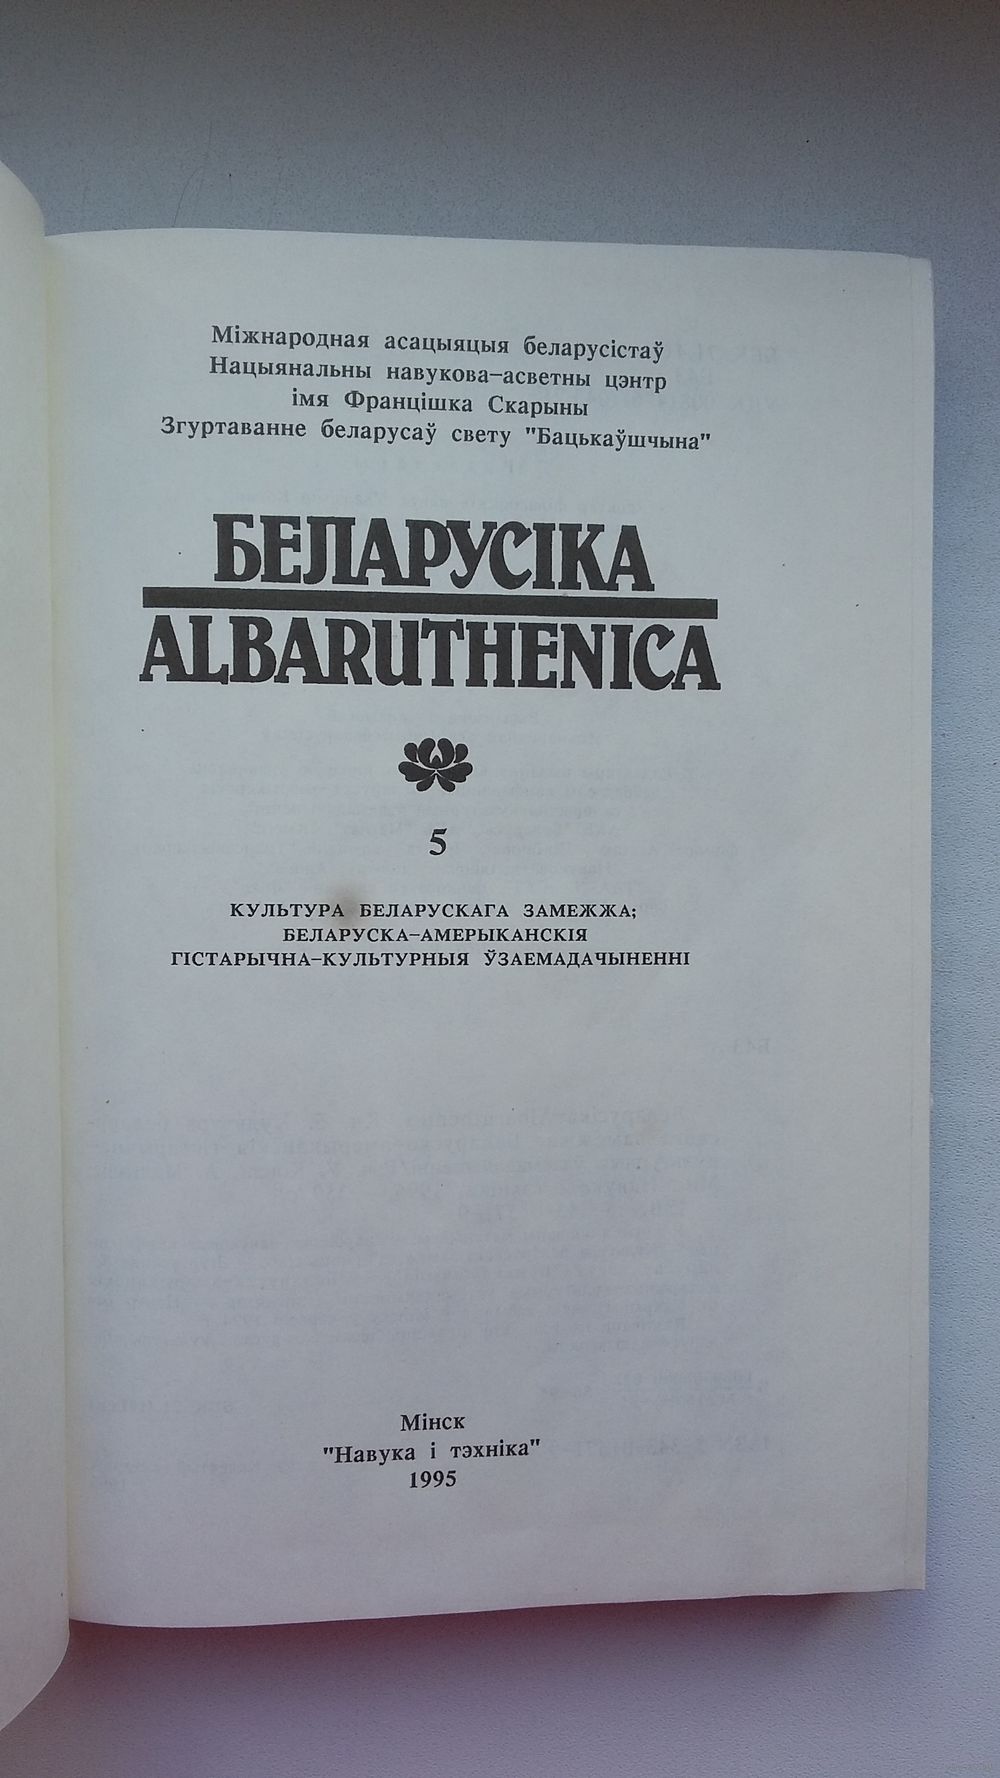 Міжнародная асацыяцыя беларусістаў
Нацыянальны навукова-асветны цэнтр
імя Францішка Скарыны
Згуртаванне беларусаў свету "Бацькаўшчына"
БЕЛАРУСІКА
ALBARUTHENICA
5
КУЛЬТУРА БЕЛАРУСКАГА ЗАМЕЖЖА;
БЕЛАРУСКА-АМЕРЫКАНСКІЯ
ГІСТАРЫЧНА-КУЛЬТУРНЫЯ ЎЗАЕМАДАЧЫНЕННІ
Мінск
"Навука і тэхніка"
1995